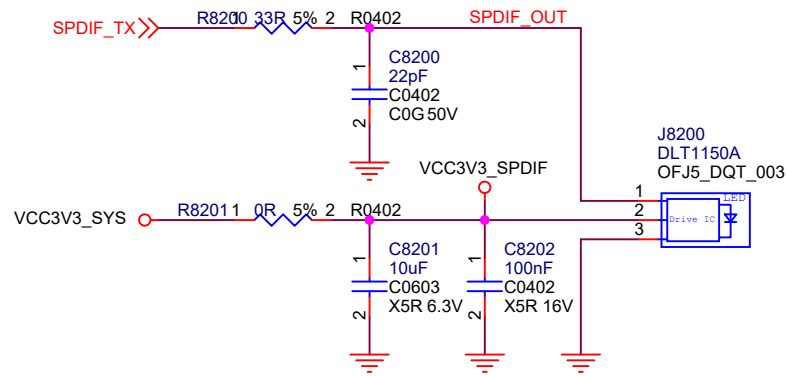 SPDIF_TX
R8200 1 33R 5% 2 R0402
SPDIF_OUT
1
C8200
22pF
C0402
C0G 50V
2
J8200
DLT1150A
OFJ5_DQT_003
VCC3V3_SPDIF
1
2
3
LED
Drive IC
VCC3V3_SYS
R8201 1 0R 5% 2 R0402
1
C8201
10uF
C0603
X5R 6.3V
2
1
C8202
100nF
C0402
X5R 16V
2